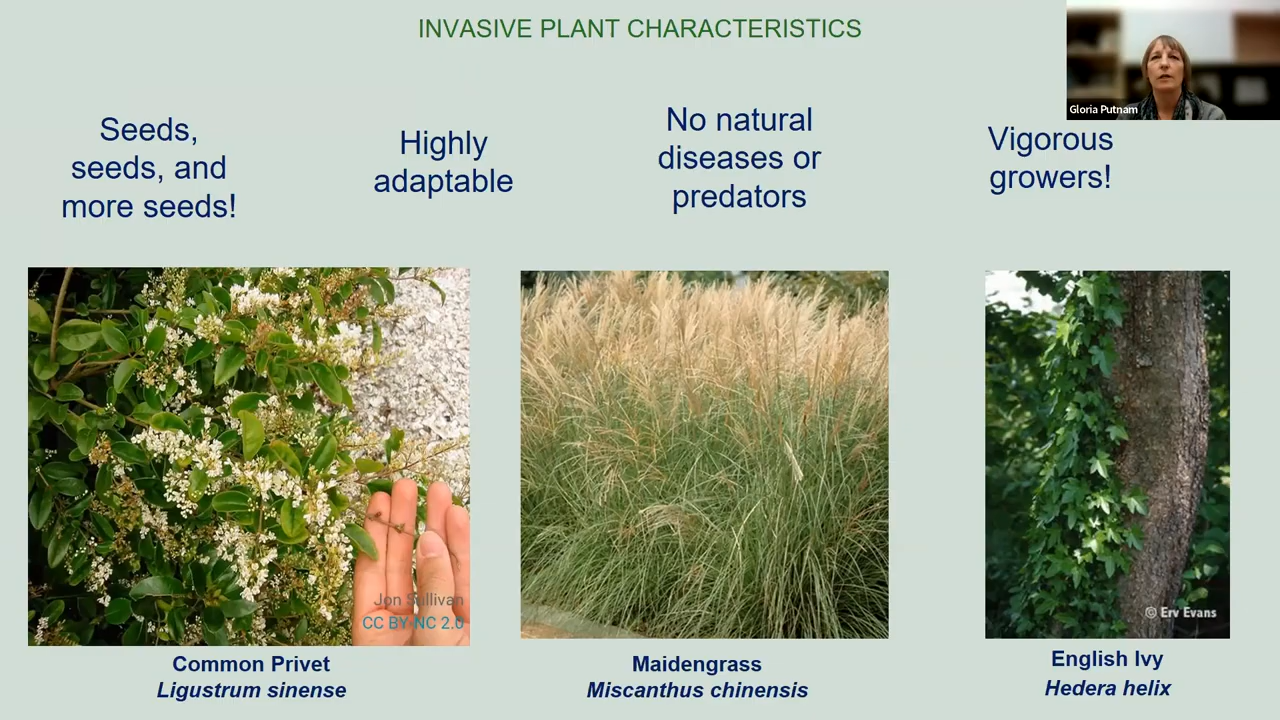 INVASIVE PLANT CHARACTERISTICS
Gloria Putnam
Seeds,
seeds, and
more seeds!
Highly
adaptable
No natural
diseases or
predators
Vigorous
growers!
Jon Sullivan
CC BY-NC 2.0
© Erv Evans
Common Privet
Ligustrum sinense
Maidengrass
Miscanthus chinensis
English Ivy
Hedera helix